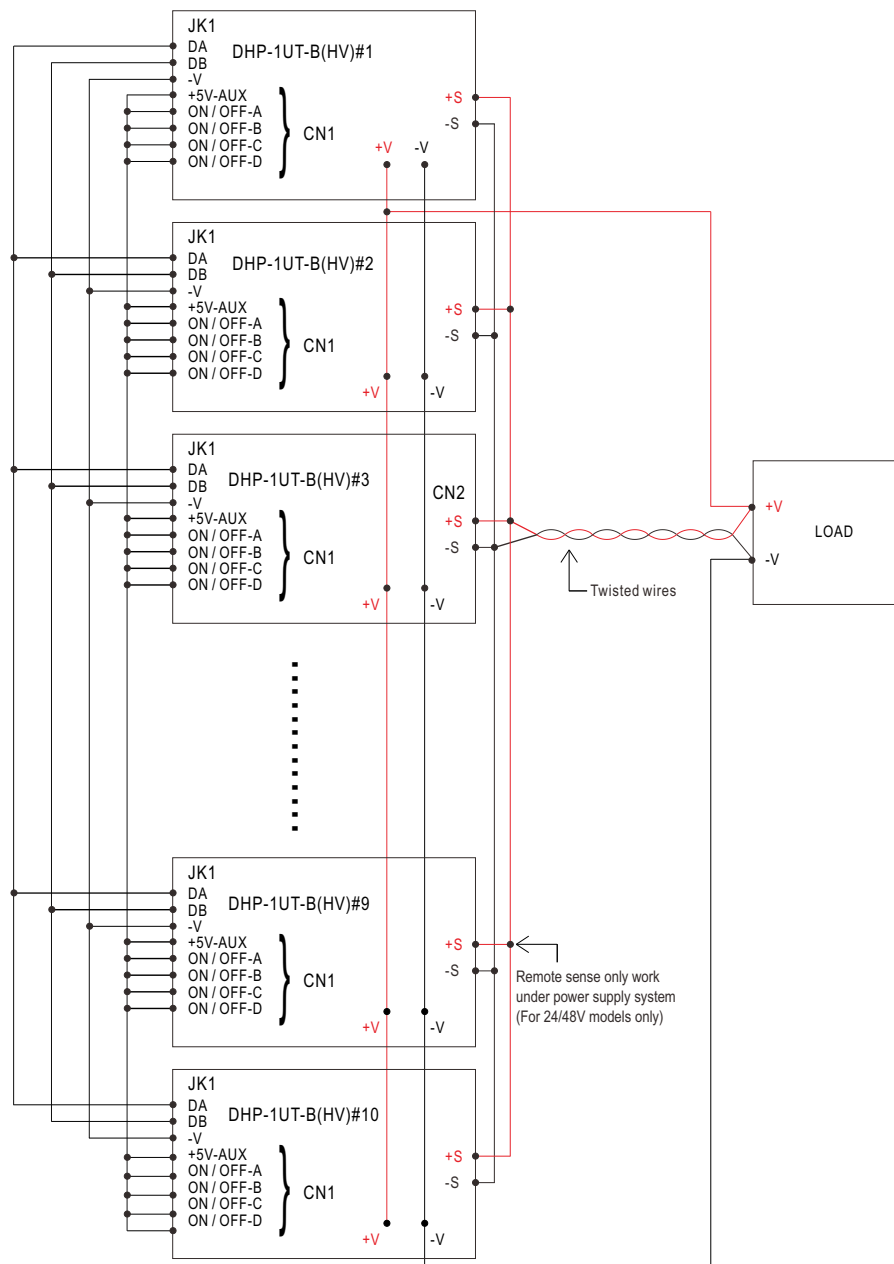 JK1
DHP-1UT-B(HV)#1
DA
DB
-V
+5V-AUX
ON / OFF-A
ON / OFF-B
ON / OFF-C
ON / OFF-D
CN1
+S
-S
+V
-V
JK1
DHP-1UT-B(HV)#2
DA
DB
-V
+5V-AUX
ON / OFF-A
ON / OFF-B
ON / OFF-C
ON / OFF-D
CN1
+S
-S
+V
-V
JK1
DHP-1UT-B(HV)#3
DA
DB
-V
+5V-AUX
ON / OFF-A
ON / OFF-B
ON / OFF-C
ON / OFF-D
CN1
CN2
+S
-S
+V
-V
Twisted wires
+V
-V
LOAD
JK1
DHP-1UT-B(HV)#9
DA
DB
-V
+5V-AUX
ON / OFF-A
ON / OFF-B
ON / OFF-C
ON / OFF-D
CN1
+S
-S
+V
-V
Remote sense only work
under power supply system
(For 24/48V models only)
JK1
DHP-1UT-B(HV)#10
DA
DB
-V
+5V-AUX
ON / OFF-A
ON / OFF-B
ON / OFF-C
ON / OFF-D
CN1
+S
-S
+V
-V